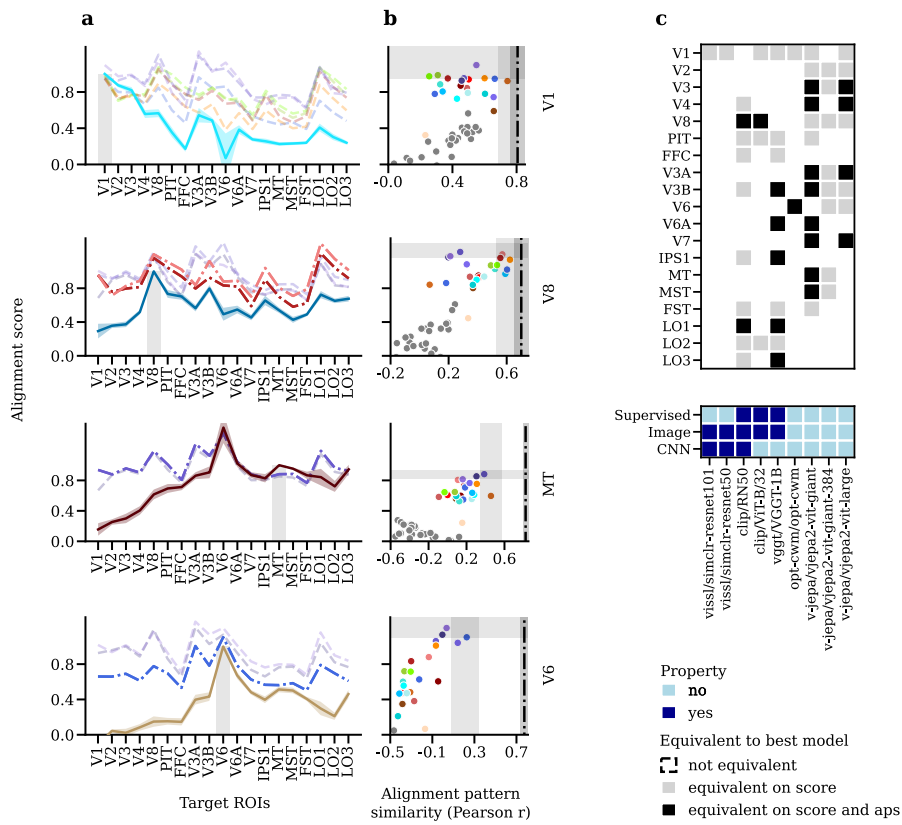 a
b
c
Alignment score
0.8
0.4
0.0
V1
V2
V3
V4
V8
PIT
FFC
V3A
V3B
V6
V6A
V7
IPS1
MT
MST
FST
LO1
LO2
LO3
-0.0
0.4
0.8
V1
1.2
0.8
0.4
0.0
V1
V2
V3
V4
V8
PIT
FFC
V3A
V3B
V6
V6A
V7
IPS1
MT
MST
FST
LO1
LO2
LO3
-0.2
0.2
0.6
V8
0.8
0.4
0.0
V1
V2
V3
V4
V8
PIT
FFC
V3A
V3B
V6
V6A
V7
IPS1
MT
MST
FST
LO1
LO2
LO3
-0.6
-0.2
0.2
0.6
MT
0.8
0.4
0.0
V1
V2
V3
V4
V8
PIT
FFC
V3A
V3B
V6
V6A
V7
IPS1
MT
MST
FST
LO1
LO2
LO3
-0.5
-0.1
0.3
0.7
V6
Target ROIs
Alignment pattern
similarity (Pearson r)
V1
V2
V3
V4
V8
PIT
FFC
V3A
V3B
V6
V6A
V7
IPS1
MT
MST
FST
LO1
LO2
LO3
Supervised
Image
CNN
vissl/simclr-resnet101
vissl/simclr-resnet50
clip/RN50
clip/ViT-B/32
vggt/VGGT-1B
opt-cwm/opt-cwm
v-jepa/vjepa2-vit-giant
v-jepa/vjepa2-vit-giant-384
v-jepa/vjepa2-vit-large
Property
no
yes
Equivalent to best model
not equivalent
equivalent on score
equivalent on score and aps